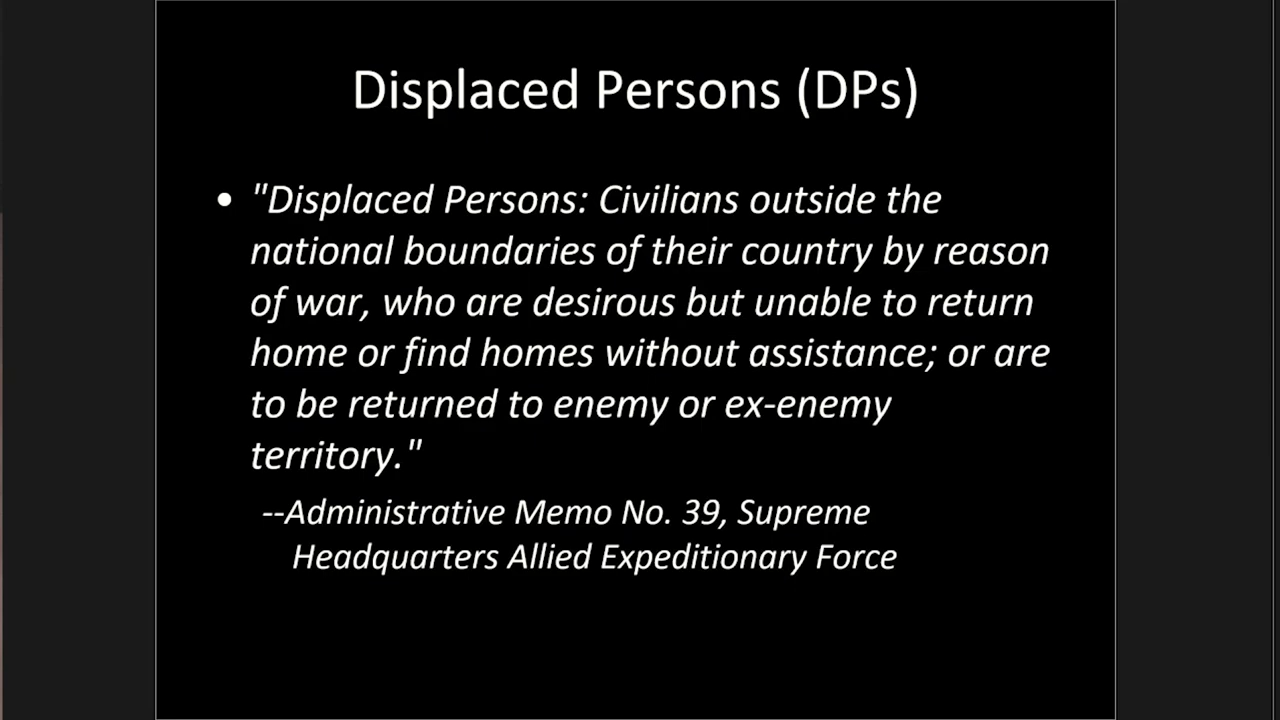 Displaced Persons (DPs)
• "Displaced Persons: Civilians outside the
national boundaries of their country by reason
of war, who are desirous but unable to return
home or find homes without assistance; or are
to be returned to enemy or ex-enemy
territory."
--Administrative Memo No. 39, Supreme
Headquarters Allied Expeditionary Force